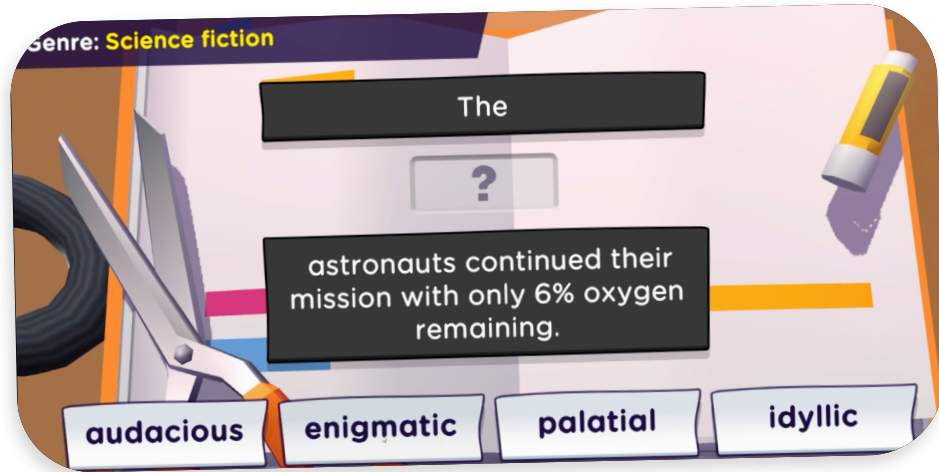 Genre: Science fiction
The
?
astronauts continued their
mission with only 6% oxygen
remaining.
audacious
enigmatic
palatial
idyllic